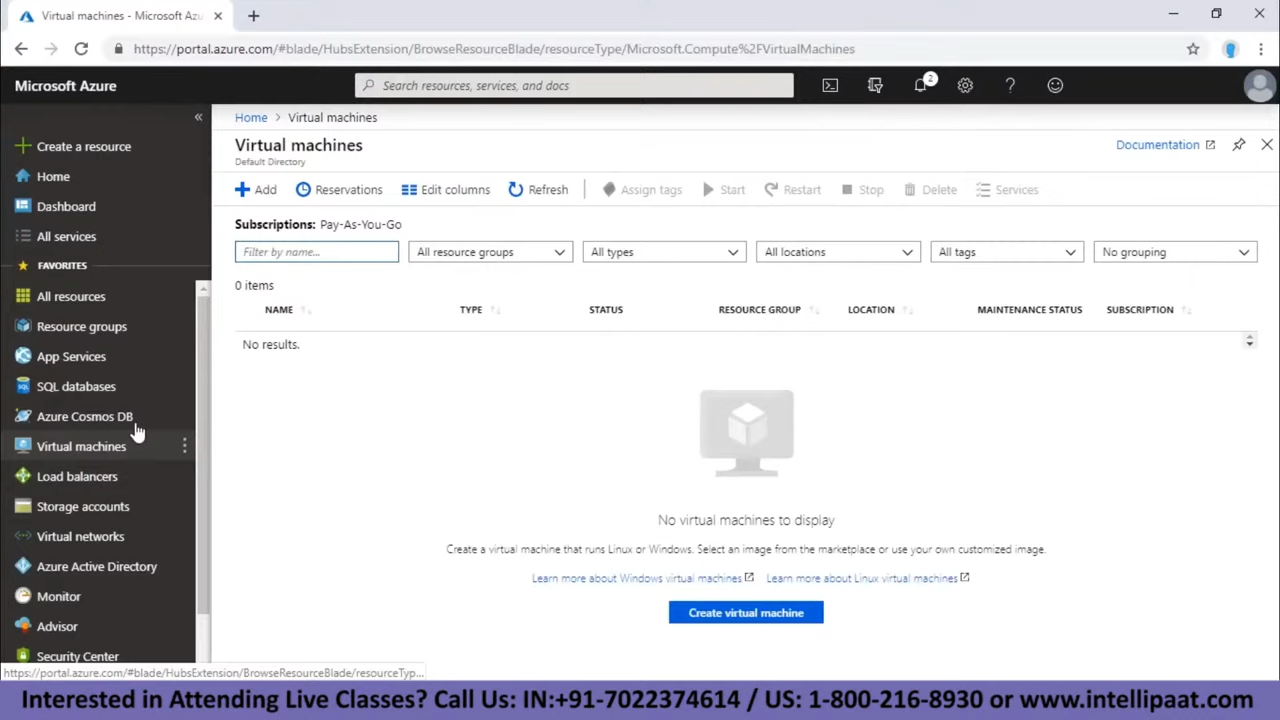 Virtual machines - Microsoft Azu
https://portal.azure.com/#blade/HubsExtension/BrowseResourceBlade/resourceType/Microsoft.Compute%2FVirtualMachines
Microsoft Azure
Search resources, services, and docs
2
Create a resource
Home
Dashboard
All services
FAVORITES
All resources
Resource groups
App Services
SQL databases
Azure Cosmos DB
Virtual machines
Load balancers
Storage accounts
Virtual networks
Azure Active Directory
Monitor
Advisor
Security Center
Home > Virtual machines
Virtual machines
Default Directory
Documentation
Add Reservations Edit columns Refresh Assign tags Start Restart Stop Delete Services
Subscriptions: Pay-As-You-Go
Filter by name... All resource groups All types All locations All tags No grouping
0 items
NAME TYPE STATUS RESOURCE GROUP LOCATION MAINTENANCE STATUS SUBSCRIPTION
No results.
No virtual machines to display
Create a virtual machine that runs Linux or Windows. Select an image from the marketplace or use your own customized image.
Learn more about Windows virtual machines Learn more about Linux virtual machines
Create virtual machine
https://portal.azure.com/#blade/HubsExtension/BrowseResourceBlade/resourceTyp...
Interested in Attending Live Classes? Call Us: IN:+91-7022374614 / US: 1-800-216-8930 or www.intellipaat.com